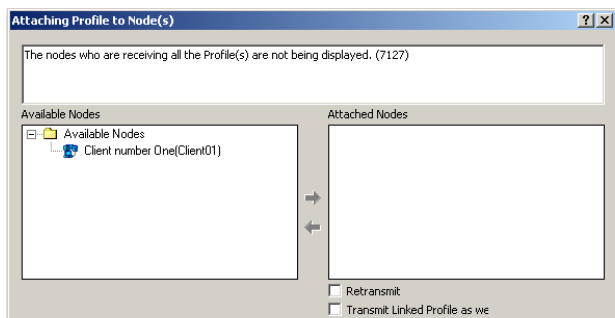 Attaching Profile to Node(s)
The nodes who are receiving all the Profile(s) are not being displayed. (7127)
Available Nodes
Attached Nodes
Available Nodes
Client number One(Client01)
Retransmit
Transmit Linked Profile as we